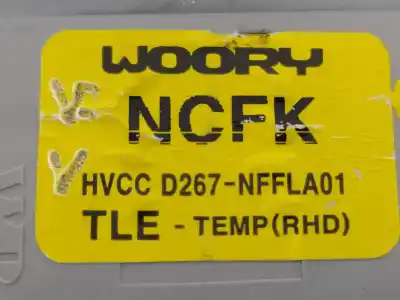 WOORY
NCFK
HVCC D267-NFFLA01
TLE - TEMP(RHD)